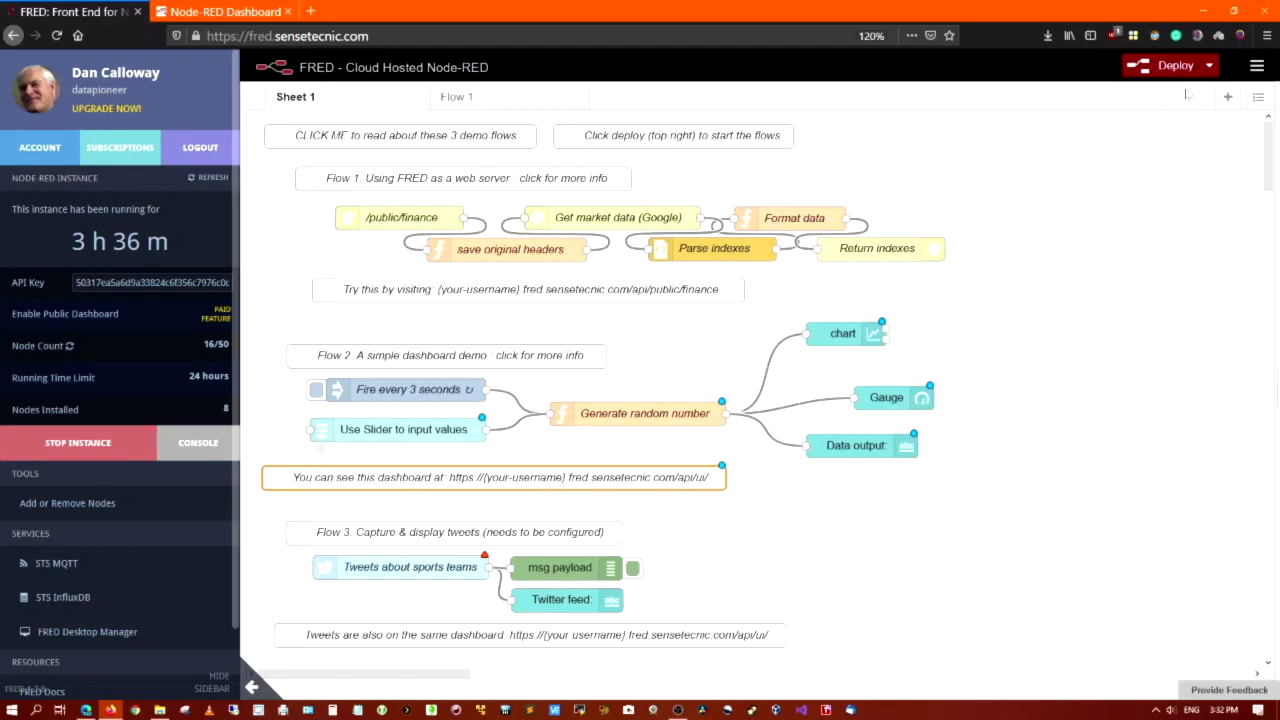 FRED: Front End for N
Node-RED Dashboard
https://fred.sensetecnic.com
120%
Dan Calloway
datapioneer
UPGRADE NOW!
FRED - Cloud Hosted Node-RED
Deploy
Sheet 1
Flow 1
ACCOUNT
SUBSCRIPTIONS
LOGOUT
NODE-RED INSTANCE
REFRESH
This instance has been running for
3 h 36 m
API Key
50317ea5a6d9a33824c6f356c7976c0c
Enable Public Dashboard
PAID FEATURE
Node Count
16/50
Running Time Limit
24 hours
Nodes Installed
8
STOP INSTANCE
CONSOLE
TOOLS
Add or Remove Nodes
SERVICES
STS MQTT
STS InfluxDB
FRED Desktop Manager
RESOURCES
FRED Docs
HIDE SIDEBAR
CLICK ME to read about these 3 demo flows
Click deploy (top right) to start the flows
Flow 1. Using FRED as a web server click for more info
/public/finance
Get market data (Google)
Format data
save original headers
Parse indexes
Return indexes
Try this by visiting: {your-username} fred sensetecnic com/api/public/finance
chart
Flow 2 A simple dashboard demo : click for more info
Fire every 3 seconds ↻
Gauge
Generate random number
Use Slider to input values
Data output:
abc
You can see this dashboard at: https://{your-username} fred sensetecnic com/api/ui/
Flow 3. Capture & display tweets (needs to be configured)
Tweets about sports teams
msg payload
Twitter feed:
abc
Tweets are also on the same dashboard. https://{your username}.fred sensetecnic.com/api/ui/
Provide Feedback
3:32 PM